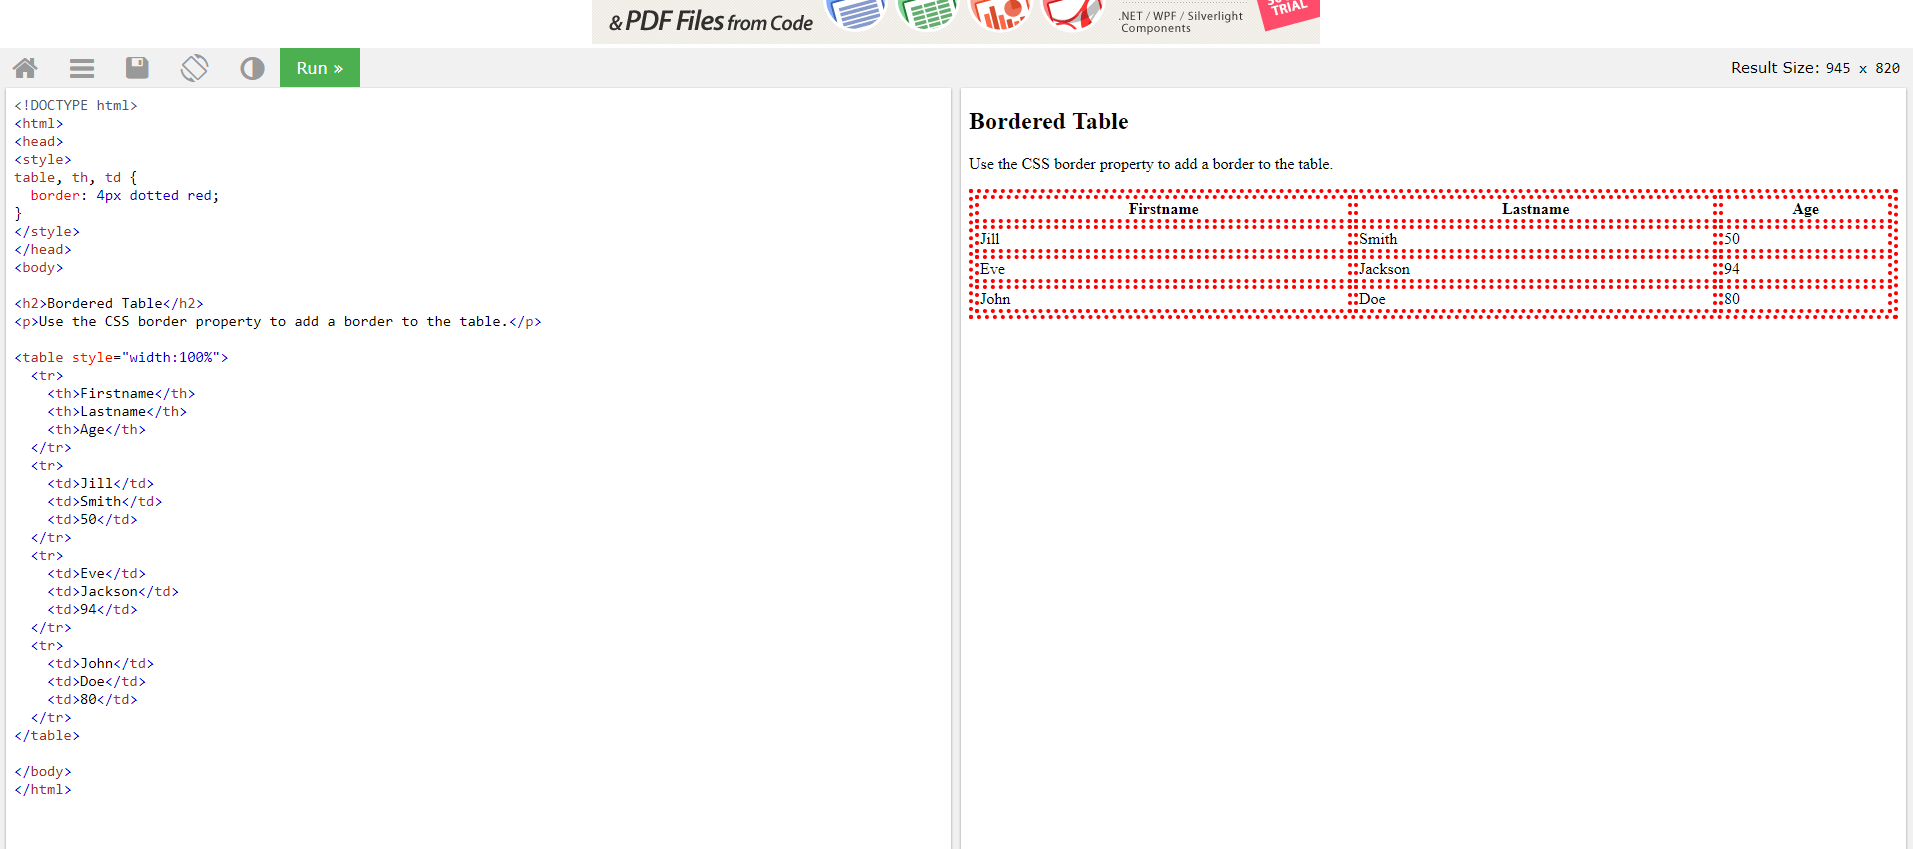 & PDF Files from Code
.NET / WPF / Silverlight
Components
TRIAL
Run »
Result Size: 945 x 820
<!DOCTYPE html>
<html>
<head>
<style>
table, th, td {
  border: 4px dotted red;
}
</style>
</head>
<body>
<h2>Bordered Table</h2>
<p>Use the CSS border property to add a border to the table.</p>
<table style="width:100%">
  <tr>
    <th>Firstname</th>
    <th>Lastname</th>
    <th>Age</th>
  </tr>
  <tr>
    <td>Jill</td>
    <td>Smith</td>
    <td>50</td>
  </tr>
  <tr>
    <td>Eve</td>
    <td>Jackson</td>
    <td>94</td>
  </tr>
  <tr>
    <td>John</td>
    <td>Doe</td>
    <td>80</td>
  </tr>
</table>
</body>
</html>
Bordered Table
Use the CSS border property to add a border to the table.
Firstname Lastname Age
Jill Smith 50
Eve Jackson 94
John Doe 80